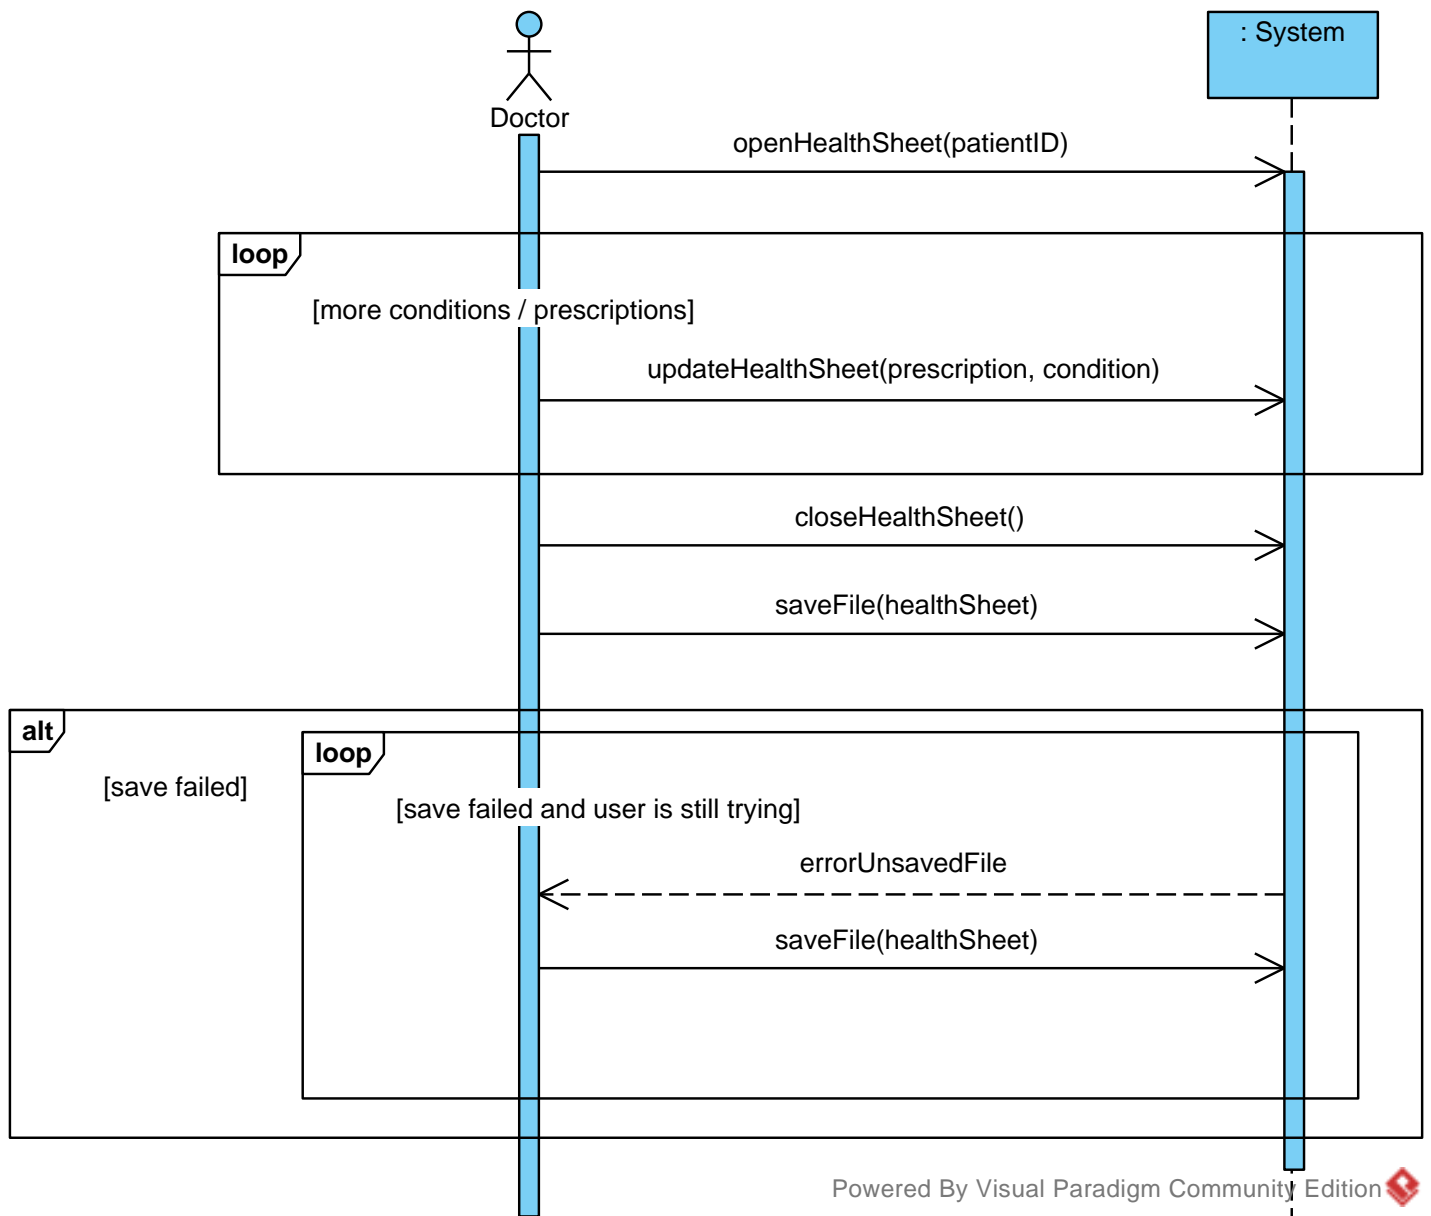 : System
Doctor
openHealthSheet(patientID)
loop
[more conditions / prescriptions]
updateHealthSheet(prescription, condition)
closeHealthSheet()
saveFile(healthSheet)
alt
loop
[save failed]
[save failed and user is still trying]
errorUnsavedFile
saveFile(healthSheet)
Powered By Visual Paradigm Community Edition